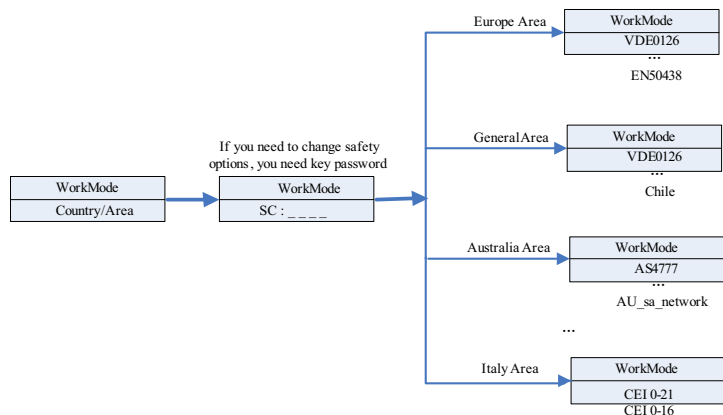 WorkMode
Country/Area
If you need to change safety
options, you need key password
WorkMode
SC : _ _ _ _
Europe Area
WorkMode
VDE0126
...
EN50438
General Area
WorkMode
VDE0126
...
Chile
Australia Area
WorkMode
AS4777
...
AU_sa_network
...
Italy Area
WorkMode
CEI 0-21
CEI 0-16